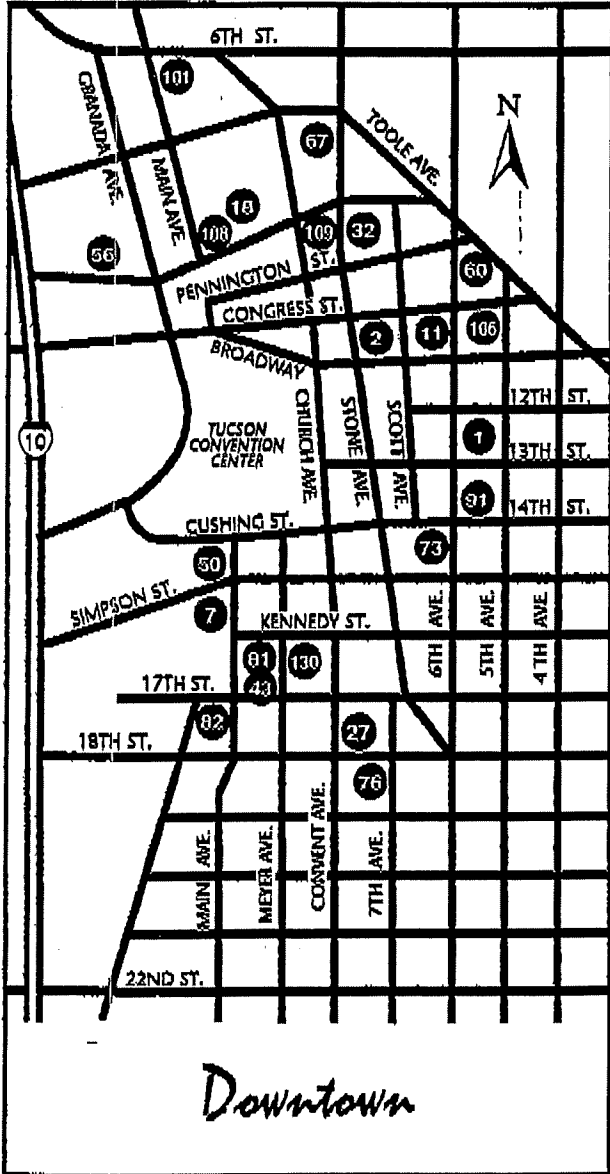 6TH ST.
101
GRANADA AVE.
MAIN AVE.
67
TOOLE AVE.
N
18
108
109
32
56
60
PENNINGTON ST.
CONGRESS ST.
2
11
106
BROADWAY
12TH ST.
10
TUCSON
CONVENTION
CENTER
CHURCH AVE.
STONE AVE.
SCOTT AVE.
1
13TH ST.
91
14TH ST.
CUSHING ST.
73
50
SIMPSON ST.
7
KENNEDY ST.
6TH AVE.
5TH AVE.
4TH AVE.
81
130
43
17TH ST.
82
27
18TH ST.
76
MAIN AVE.
MEYER AVE.
CONVENT AVE.
7TH AVE.
22ND ST.
Downtown